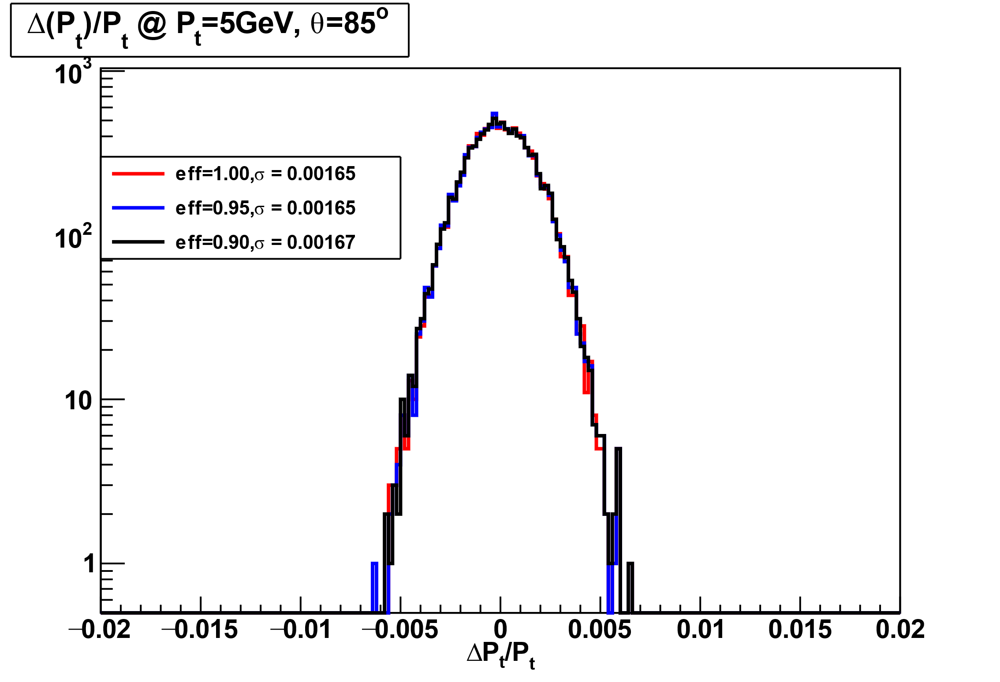 Δ(Pt)/Pt @ Pt=5GeV, θ=85°
10³
eff=1.00,σ = 0.00165
eff=0.95,σ = 0.00165
10²
eff=0.90,σ = 0.00167
10
1
−0.02 −0.015 −0.01 −0.005 0 0.005 0.01 0.015 0.02
ΔPt/Pt